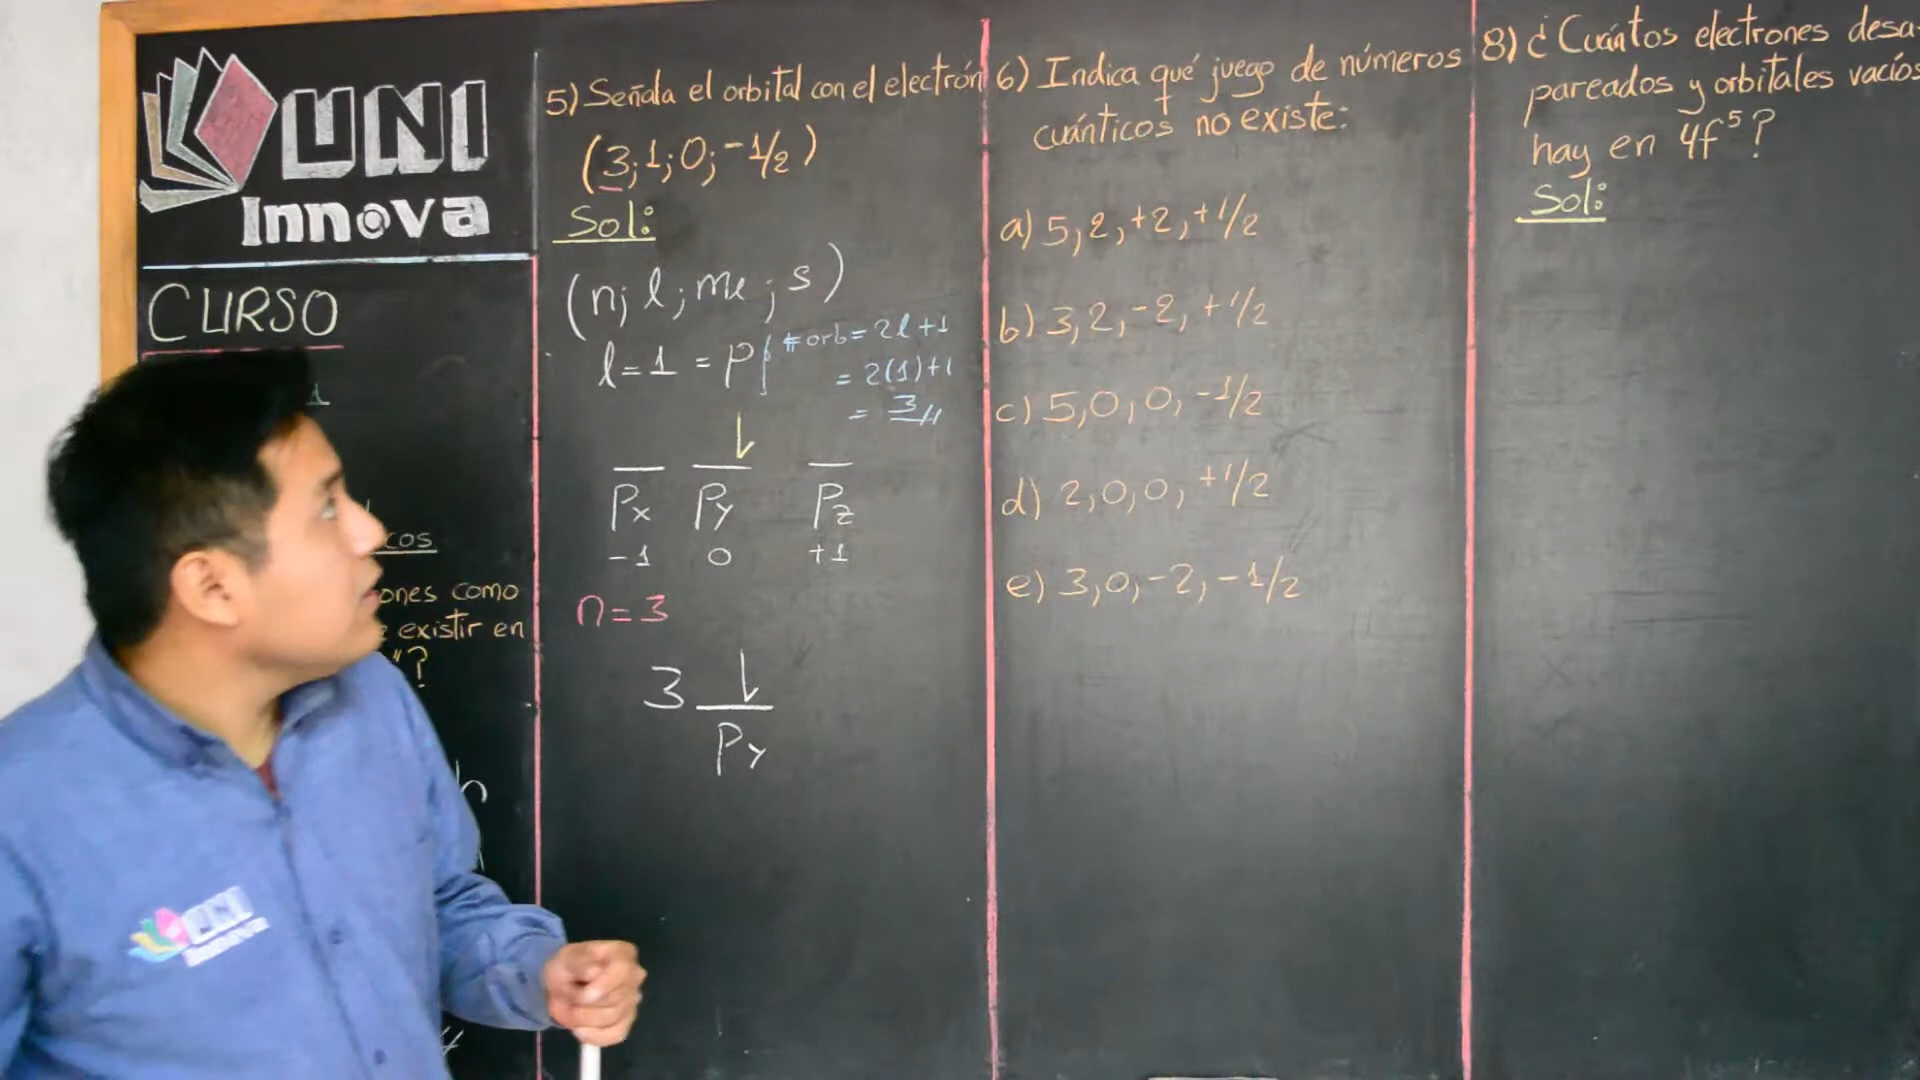 UNI
Innova
CURSO
cos
ones como
existir en
"?
5) Señala el orbital con el electrón
(3;1;0;-1/2)
Sol:
(n; l; ml; s)
l=1 = p { #orb = 2l+1
= 2(1)+1
= 3//
Px Py Pz
-1 0 +1
n=3
3
Py
6) Indica qué juego de números
cuánticos no existe:
a) 5,2,+2,+1/2
b) 3,2,-2,+1/2
c) 5,0,0,-1/2
d) 2,0,0,+1/2
e) 3,0,-2,-1/2
8) ¿Cuántos electrones desa-
pareados y orbitales vacíos
hay en 4f⁵?
Sol:
UNI
Innova